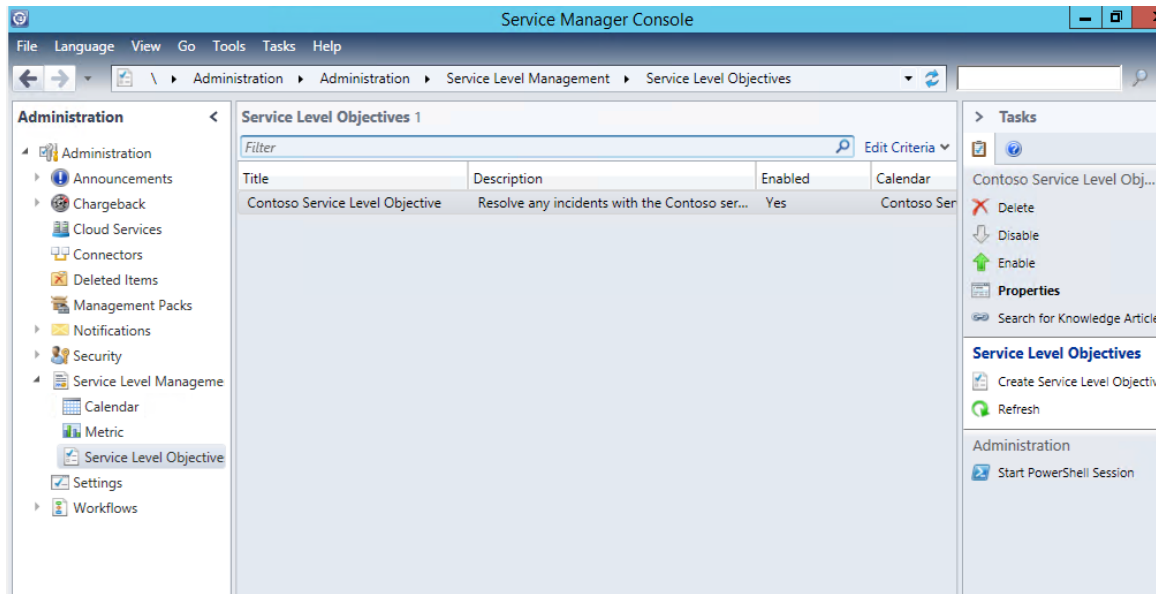 Service Manager Console
File Language View Go Tools Tasks Help
\ Administration Administration Service Level Management Service Level Objectives
Administration
Administration
Announcements
Chargeback
Cloud Services
Connectors
Deleted Items
Management Packs
Notifications
Security
Service Level Manageme
Calendar
Metric
Service Level Objective
Settings
Workflows
Service Level Objectives 1
Filter Edit Criteria
Title Description Enabled Calendar
Contoso Service Level Objective Resolve any incidents with the Contoso ser... Yes Contoso Ser
Tasks
Contoso Service Level Obj...
Delete
Disable
Enable
Properties
Search for Knowledge Article
Service Level Objectives
Create Service Level Objectiv
Refresh
Administration
Start PowerShell Session